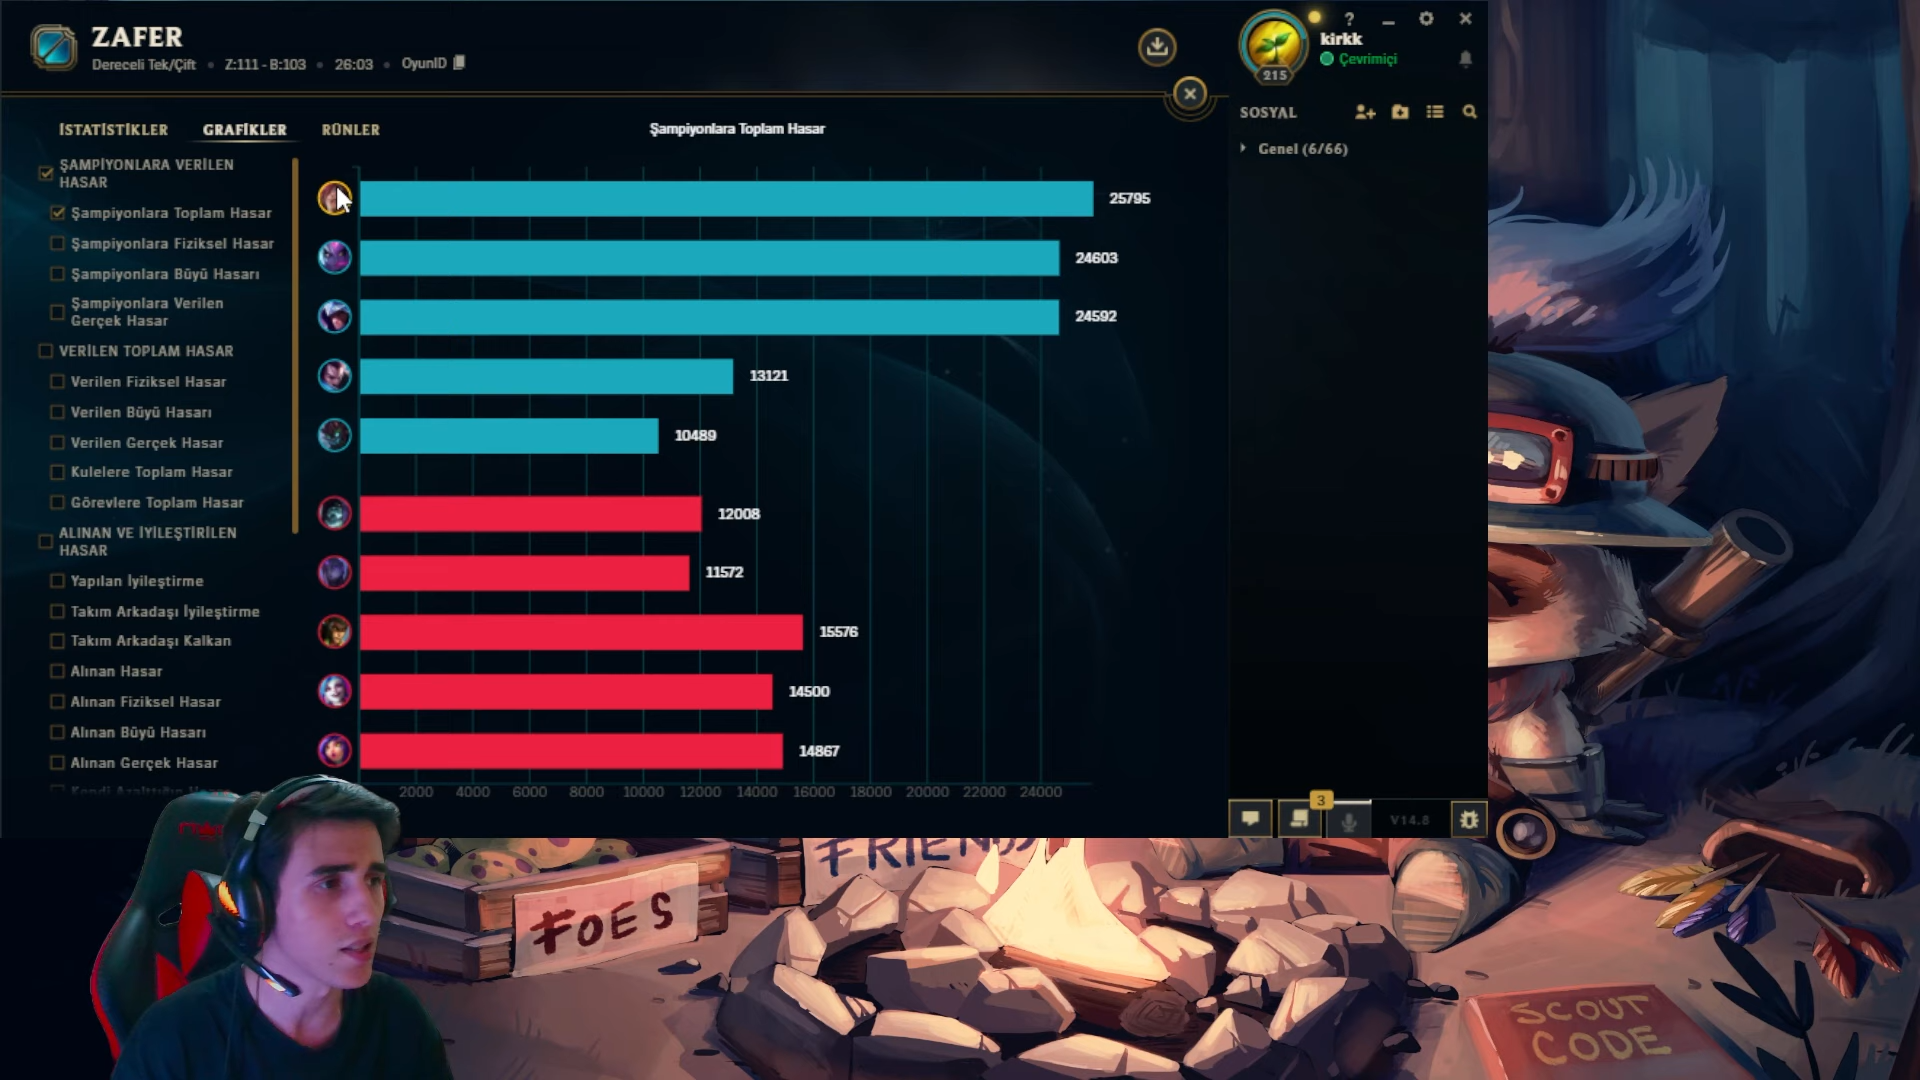 ZAFER
Dereceli Tek/Çift • Z:111 - B:103 • 26:03 • OyunID
kirkk
Çevrimiçi
215
SOSYAL
Genel (6/66)
İSTATİSTİKLER GRAFİKLER RÜNLER
Şampiyonlara Toplam Hasar
ŞAMPİYONLARA VERİLEN
HASAR
Şampiyonlara Toplam Hasar
Şampiyonlara Fiziksel Hasar
Şampiyonlara Büyü Hasarı
Şampiyonlara Verilen
Gerçek Hasar
VERİLEN TOPLAM HASAR
Verilen Fiziksel Hasar
Verilen Büyü Hasarı
Verilen Gerçek Hasar
Kulelere Toplam Hasar
Görevlere Toplam Hasar
ALINAN VE İYİLEŞTİRİLEN
HASAR
Yapılan İyileştirme
Takım Arkadaşı İyileştirme
Takım Arkadaşı Kalkan
Alınan Hasar
Alınan Fiziksel Hasar
Alınan Büyü Hasarı
Alınan Gerçek Hasar
25795
24603
24592
13121
10489
12008
11572
15576
14500
14867
2000 4000 6000 8000 10000 12000 14000 16000 18000 20000 22000 24000
3
V14.8
FRIENDS
FOES
SCOUT
CODE